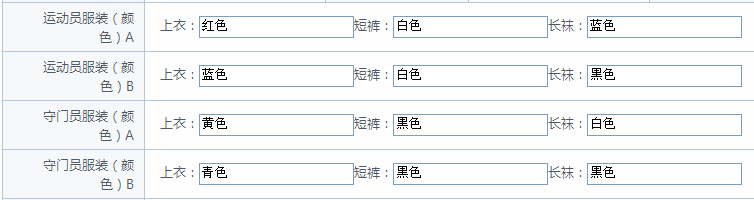 运动员服装（颜
色）A
上衣：红色 短裤：白色 长袜：蓝色
运动员服装（颜
色）B
上衣：蓝色 短裤：白色 长袜：黑色
守门员服装（颜
色）A
上衣：黄色 短裤：黑色 长袜：白色
守门员服装（颜
色）B
上衣：青色 短裤：黑色 长袜：黑色